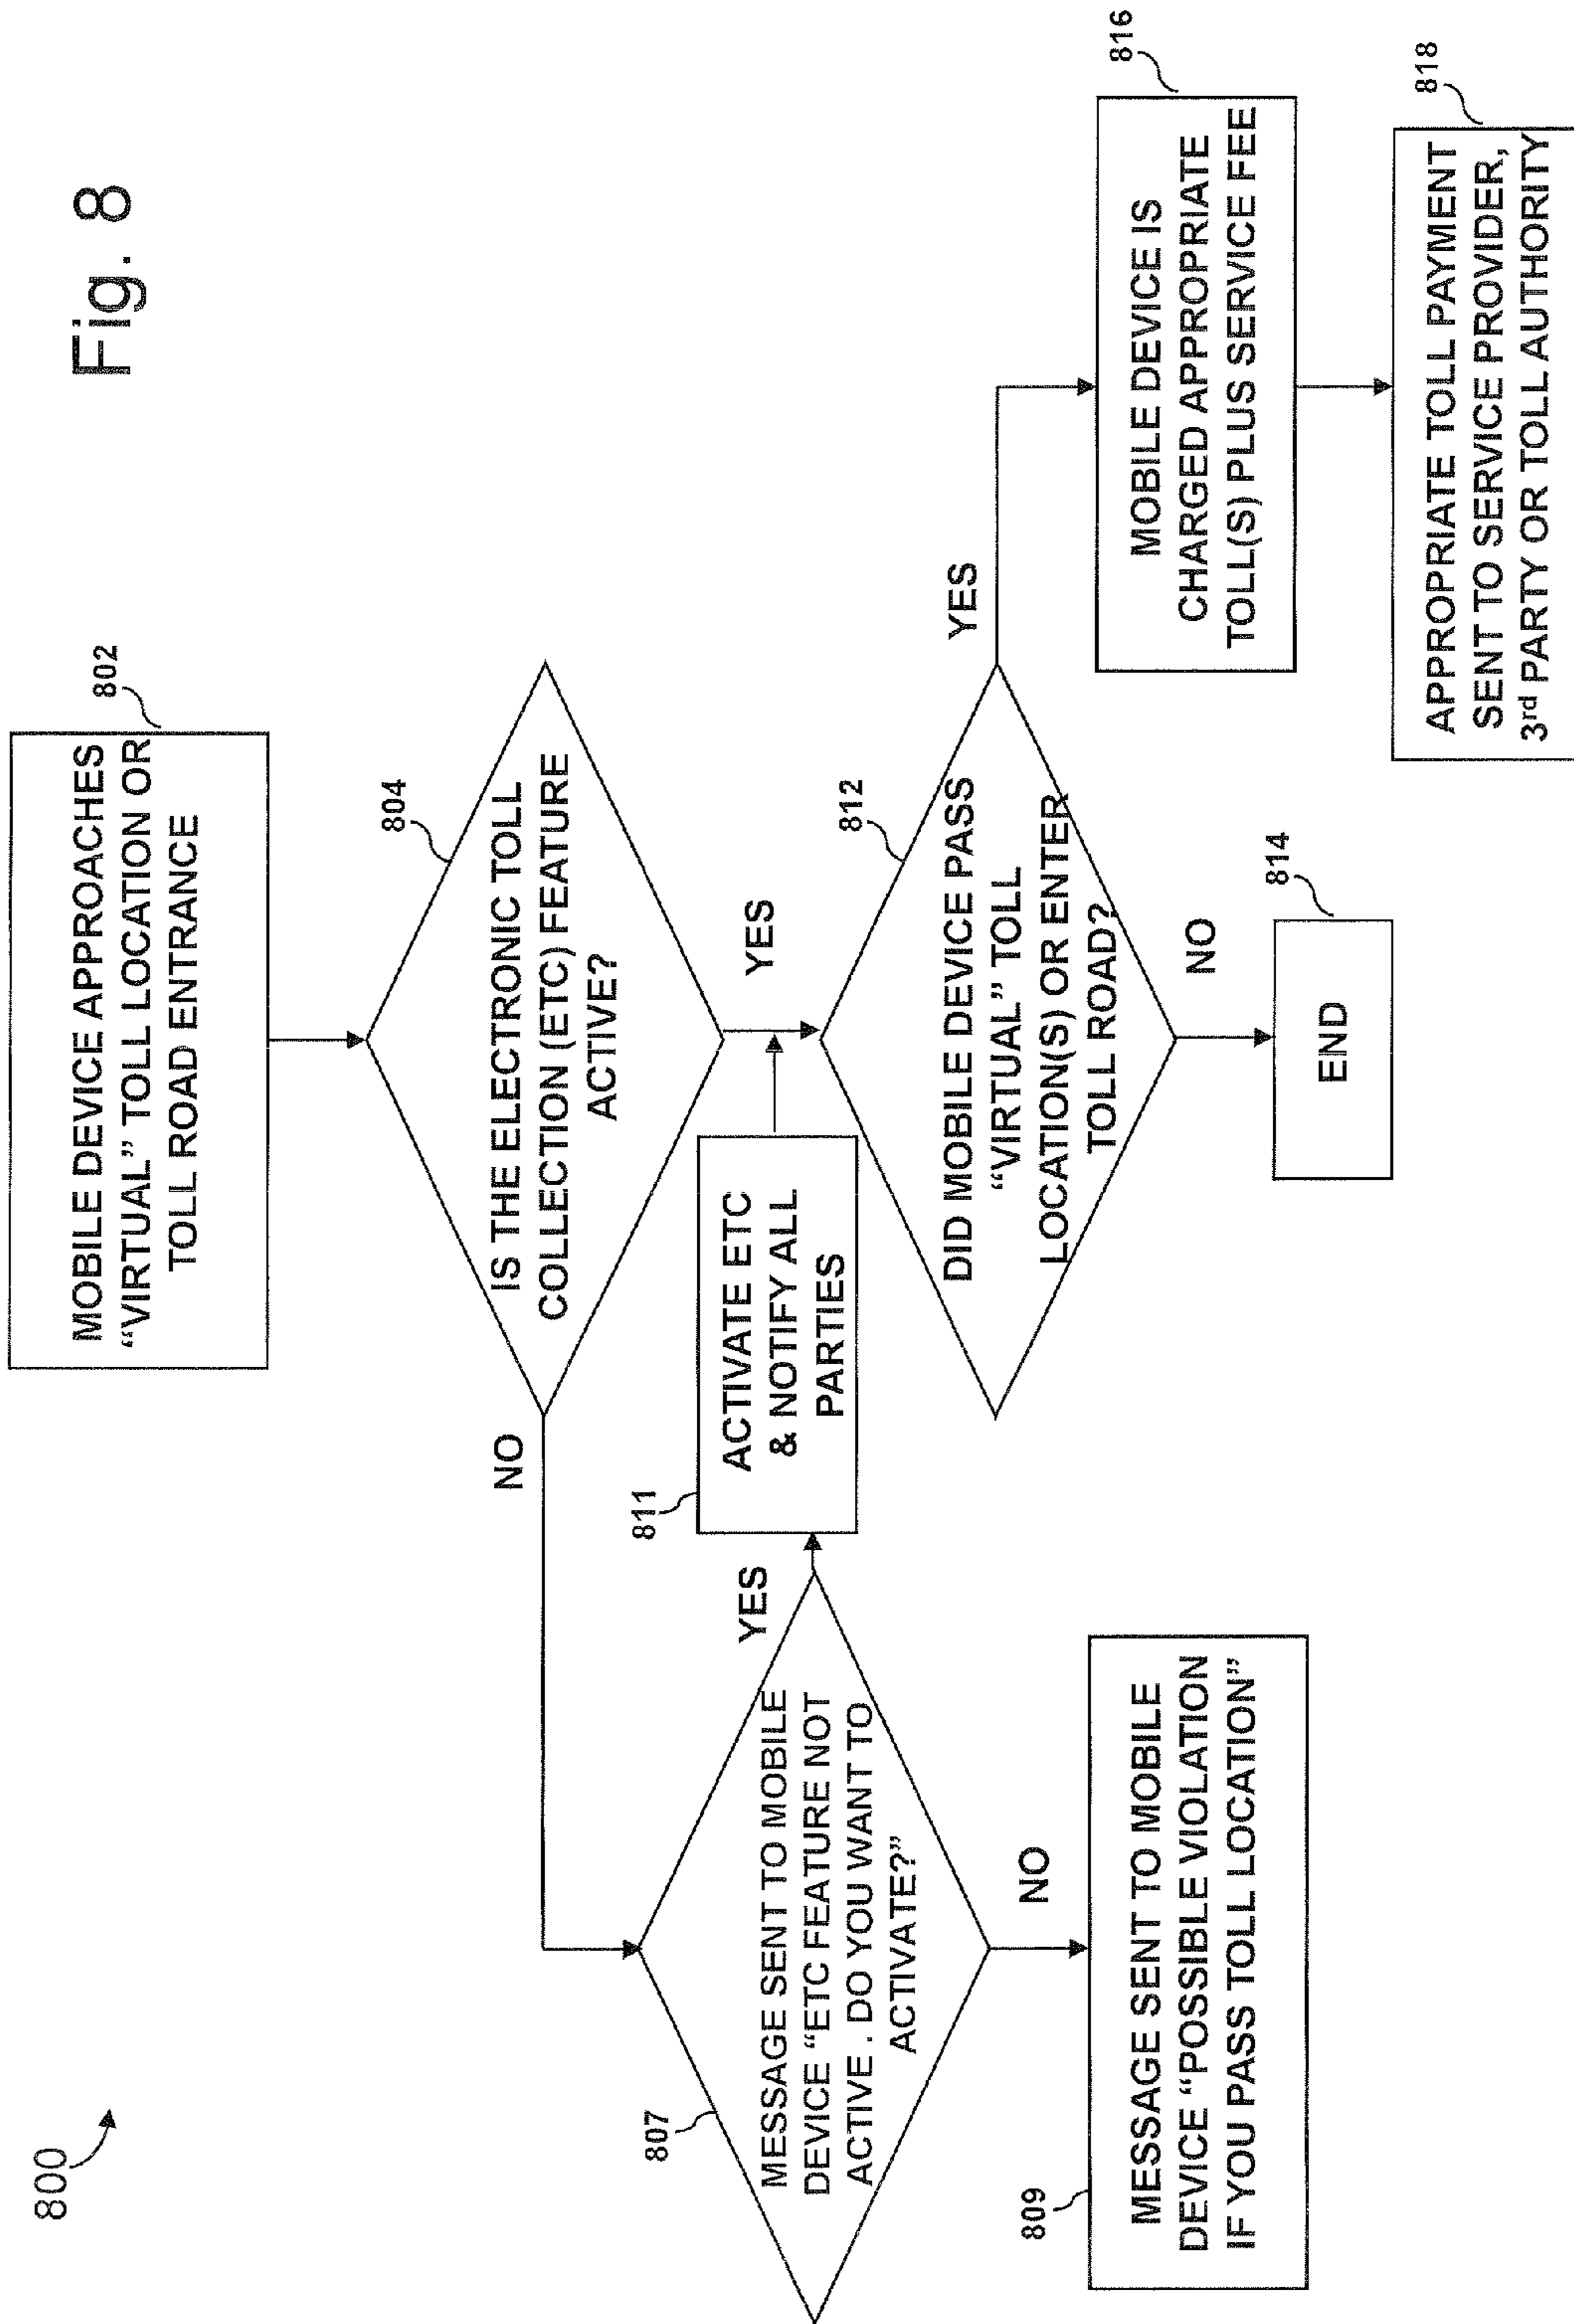 800
Fig. 8
802
MOBILE DEVICE APPROACHES
“VIRTUAL” TOLL LOCATION OR
TOLL ROAD ENTRANCE
804
IS THE ELECTRONIC TOLL
COLLECTION (ETC) FEATURE
ACTIVE?
NO
YES
807
MESSAGE SENT TO MOBILE
DEVICE “ETC FEATURE NOT
ACTIVE . DO YOU WANT TO
ACTIVATE?”
YES
NO
811
ACTIVATE ETC
& NOTIFY ALL
PARTIES
809
MESSAGE SENT TO MOBILE
DEVICE “POSSIBLE VIOLATION
IF YOU PASS TOLL LOCATION”
812
DID MOBILE DEVICE PASS
“VIRTUAL” TOLL
LOCATION(S) OR ENTER
TOLL ROAD?
YES
NO
814
END
816
MOBILE DEVICE IS
CHARGED APPROPRIATE
TOLL(S) PLUS SERVICE FEE
818
APPROPRIATE TOLL PAYMENT
SENT TO SERVICE PROVIDER,
3rd PARTY OR TOLL AUTHORITY